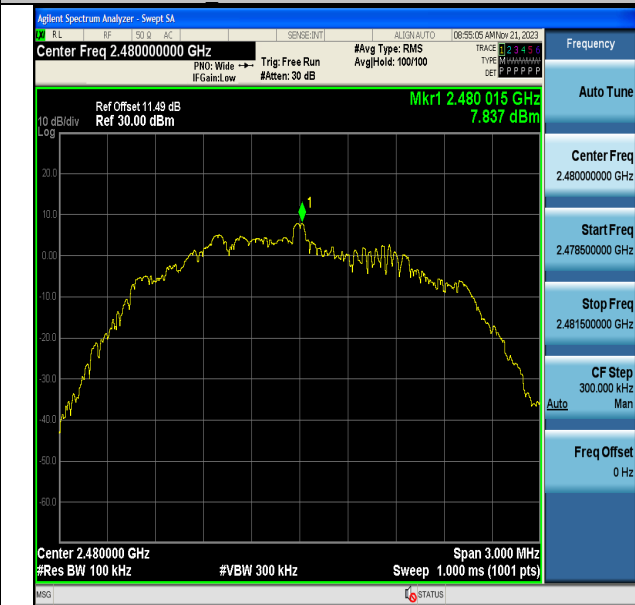 Agilent Spectrum Analyzer - Swept SA
RL RF 50 Ω AC SENSE:INT ALIGN AUTO 08:55:05 AM Nov 21, 2023
Center Freq 2.480000000 GHz
PNO: Wide
IFGain:Low
Trig: Free Run
#Atten: 30 dB
#Avg Type: RMS
Avg|Hold: 100/100
TRACE 1 2 3 4 5 6
TYPE M
DET P P P P P P
Frequency
Ref Offset 11.49 dB
Ref 30.00 dBm
10 dB/div
Log
Mkr1 2.480 015 GHz
7.837 dBm
1
20.0
10.0
0.00
-10.0
-20.0
-30.0
-40.0
-50.0
-60.0
Center 2.480000 GHz
#Res BW 100 kHz
#VBW 300 kHz
Span 3.000 MHz
Sweep 1.000 ms (1001 pts)
Auto Tune
Center Freq
2.480000000 GHz
Start Freq
2.478500000 GHz
Stop Freq
2.481500000 GHz
CF Step
300.000 kHz
Auto Man
Freq Offset
0 Hz
MSG
STATUS